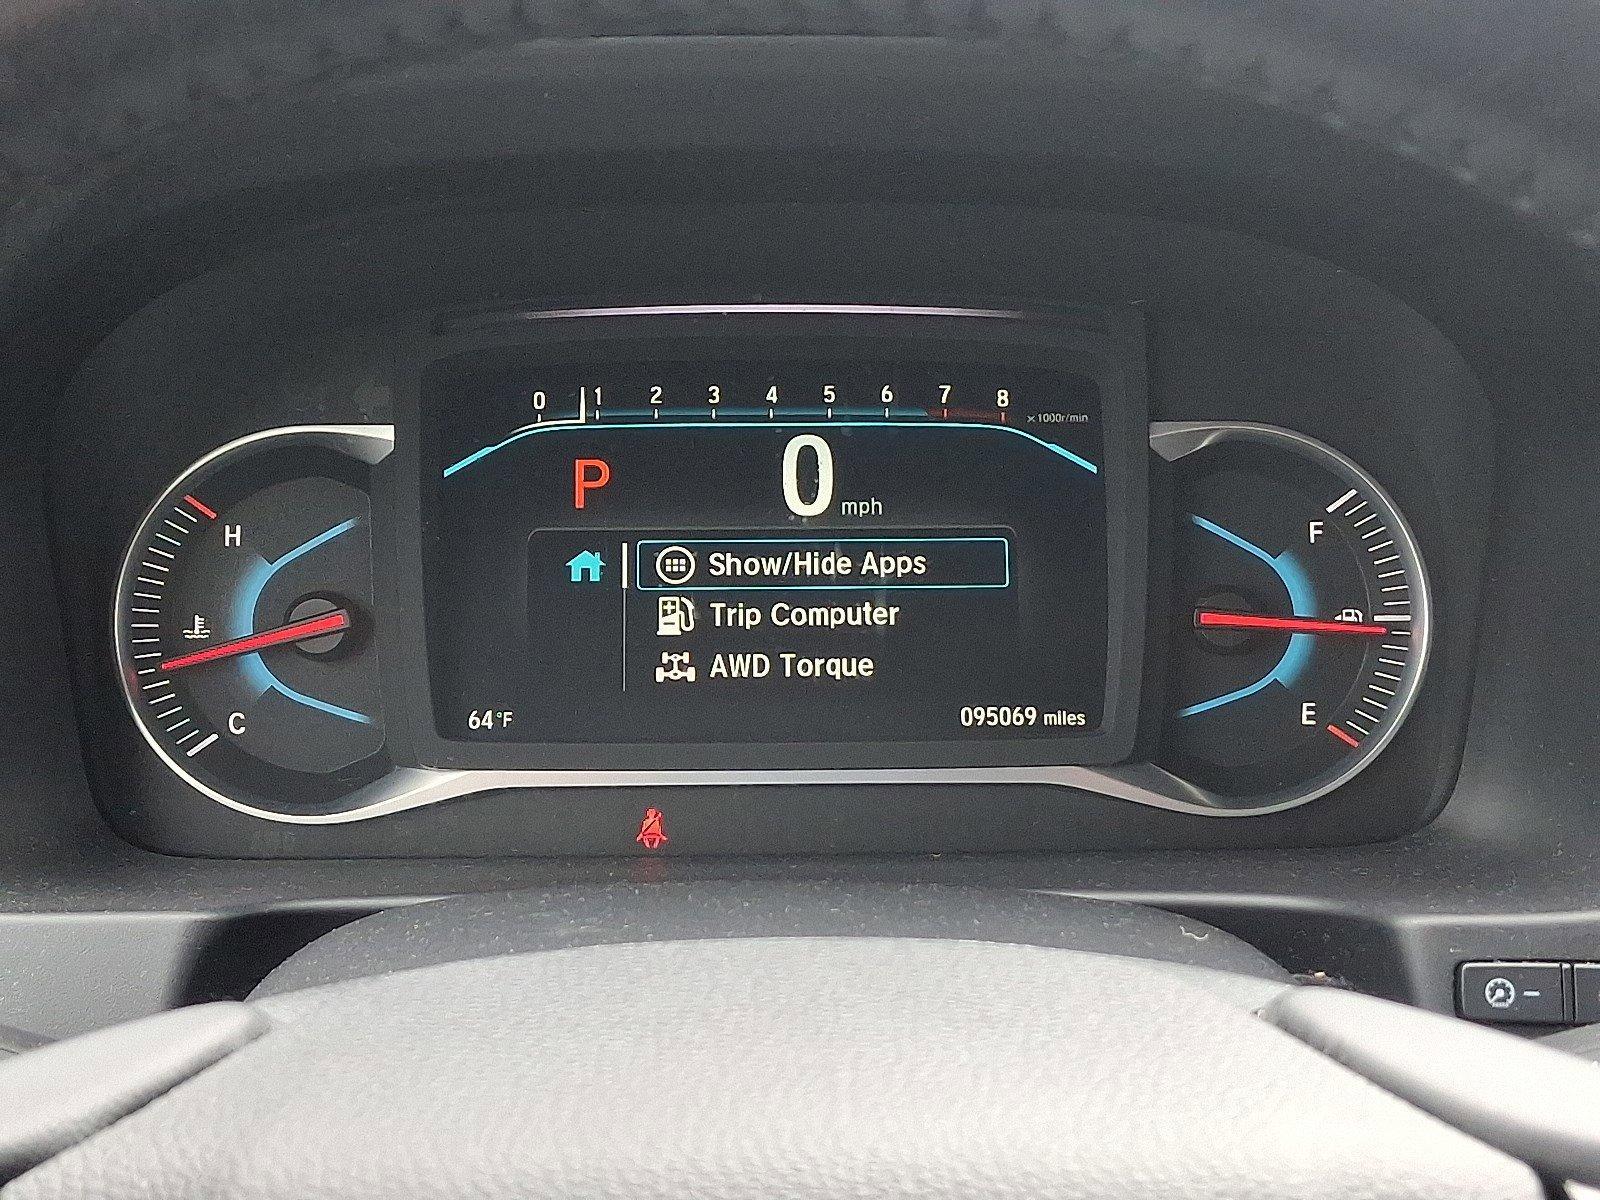 0 1 2 3 4 5 6 7 8
×1000r/min
P 0 mph
H
F
Show/Hide Apps
Trip Computer
AWD Torque
C
E
64°F
095069 miles